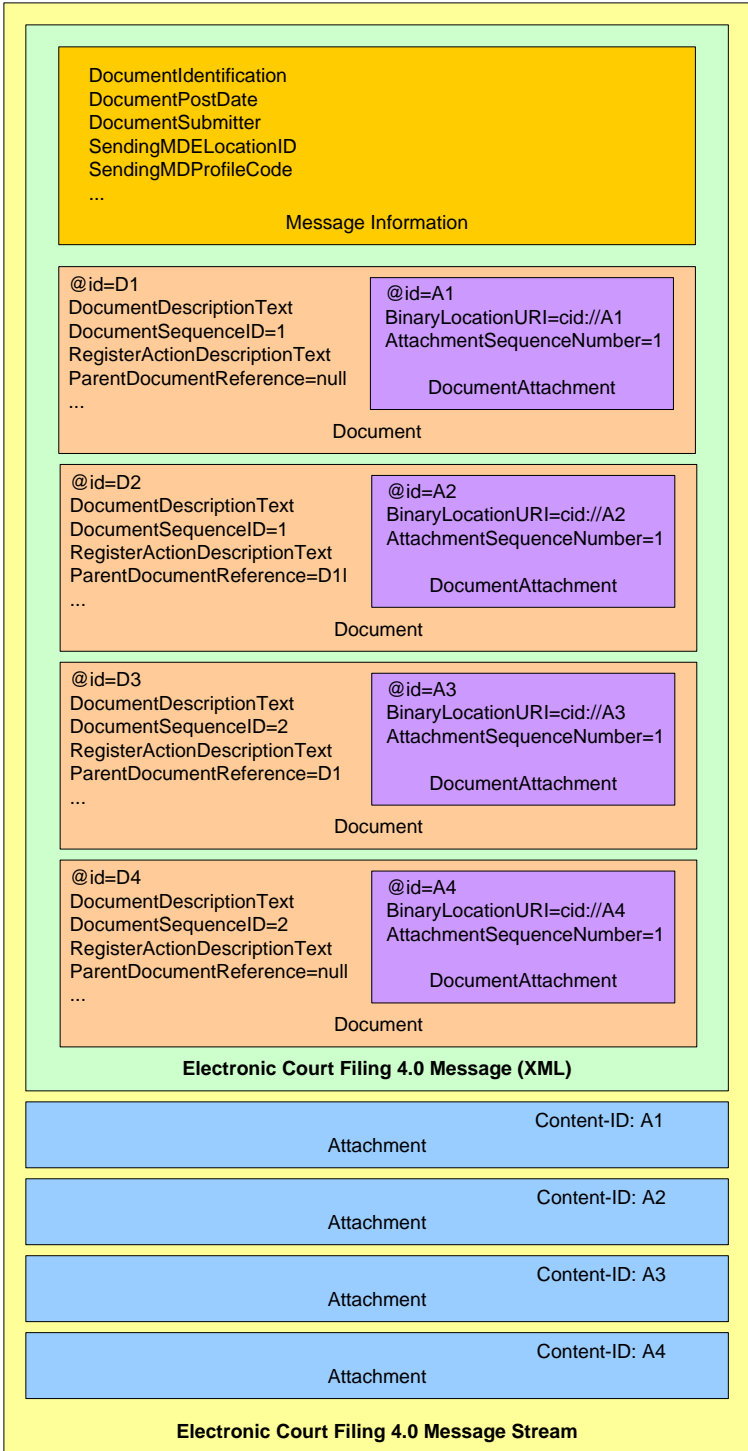 DocumentIdentification
DocumentPostDate
DocumentSubmitter
SendingMDELocationID
SendingMDProfileCode
...
Message Information
@id=D1
DocumentDescriptionText
DocumentSequenceID=1
RegisterActionDescriptionText
ParentDocumentReference=null
...
@id=A1
BinaryLocationURI=cid://A1
AttachmentSequenceNumber=1
DocumentAttachment
Document
@id=D2
DocumentDescriptionText
DocumentSequenceID=1
RegisterActionDescriptionText
ParentDocumentReference=D1l
...
@id=A2
BinaryLocationURI=cid://A2
AttachmentSequenceNumber=1
DocumentAttachment
Document
@id=D3
DocumentDescriptionText
DocumentSequenceID=2
RegisterActionDescriptionText
ParentDocumentReference=D1
...
@id=A3
BinaryLocationURI=cid://A3
AttachmentSequenceNumber=1
DocumentAttachment
Document
@id=D4
DocumentDescriptionText
DocumentSequenceID=2
RegisterActionDescriptionText
ParentDocumentReference=null
...
@id=A4
BinaryLocationURI=cid://A4
AttachmentSequenceNumber=1
DocumentAttachment
Document
Electronic Court Filing 4.0 Message (XML)
Content-ID: A1
Attachment
Content-ID: A2
Attachment
Content-ID: A3
Attachment
Content-ID: A4
Attachment
Electronic Court Filing 4.0 Message Stream